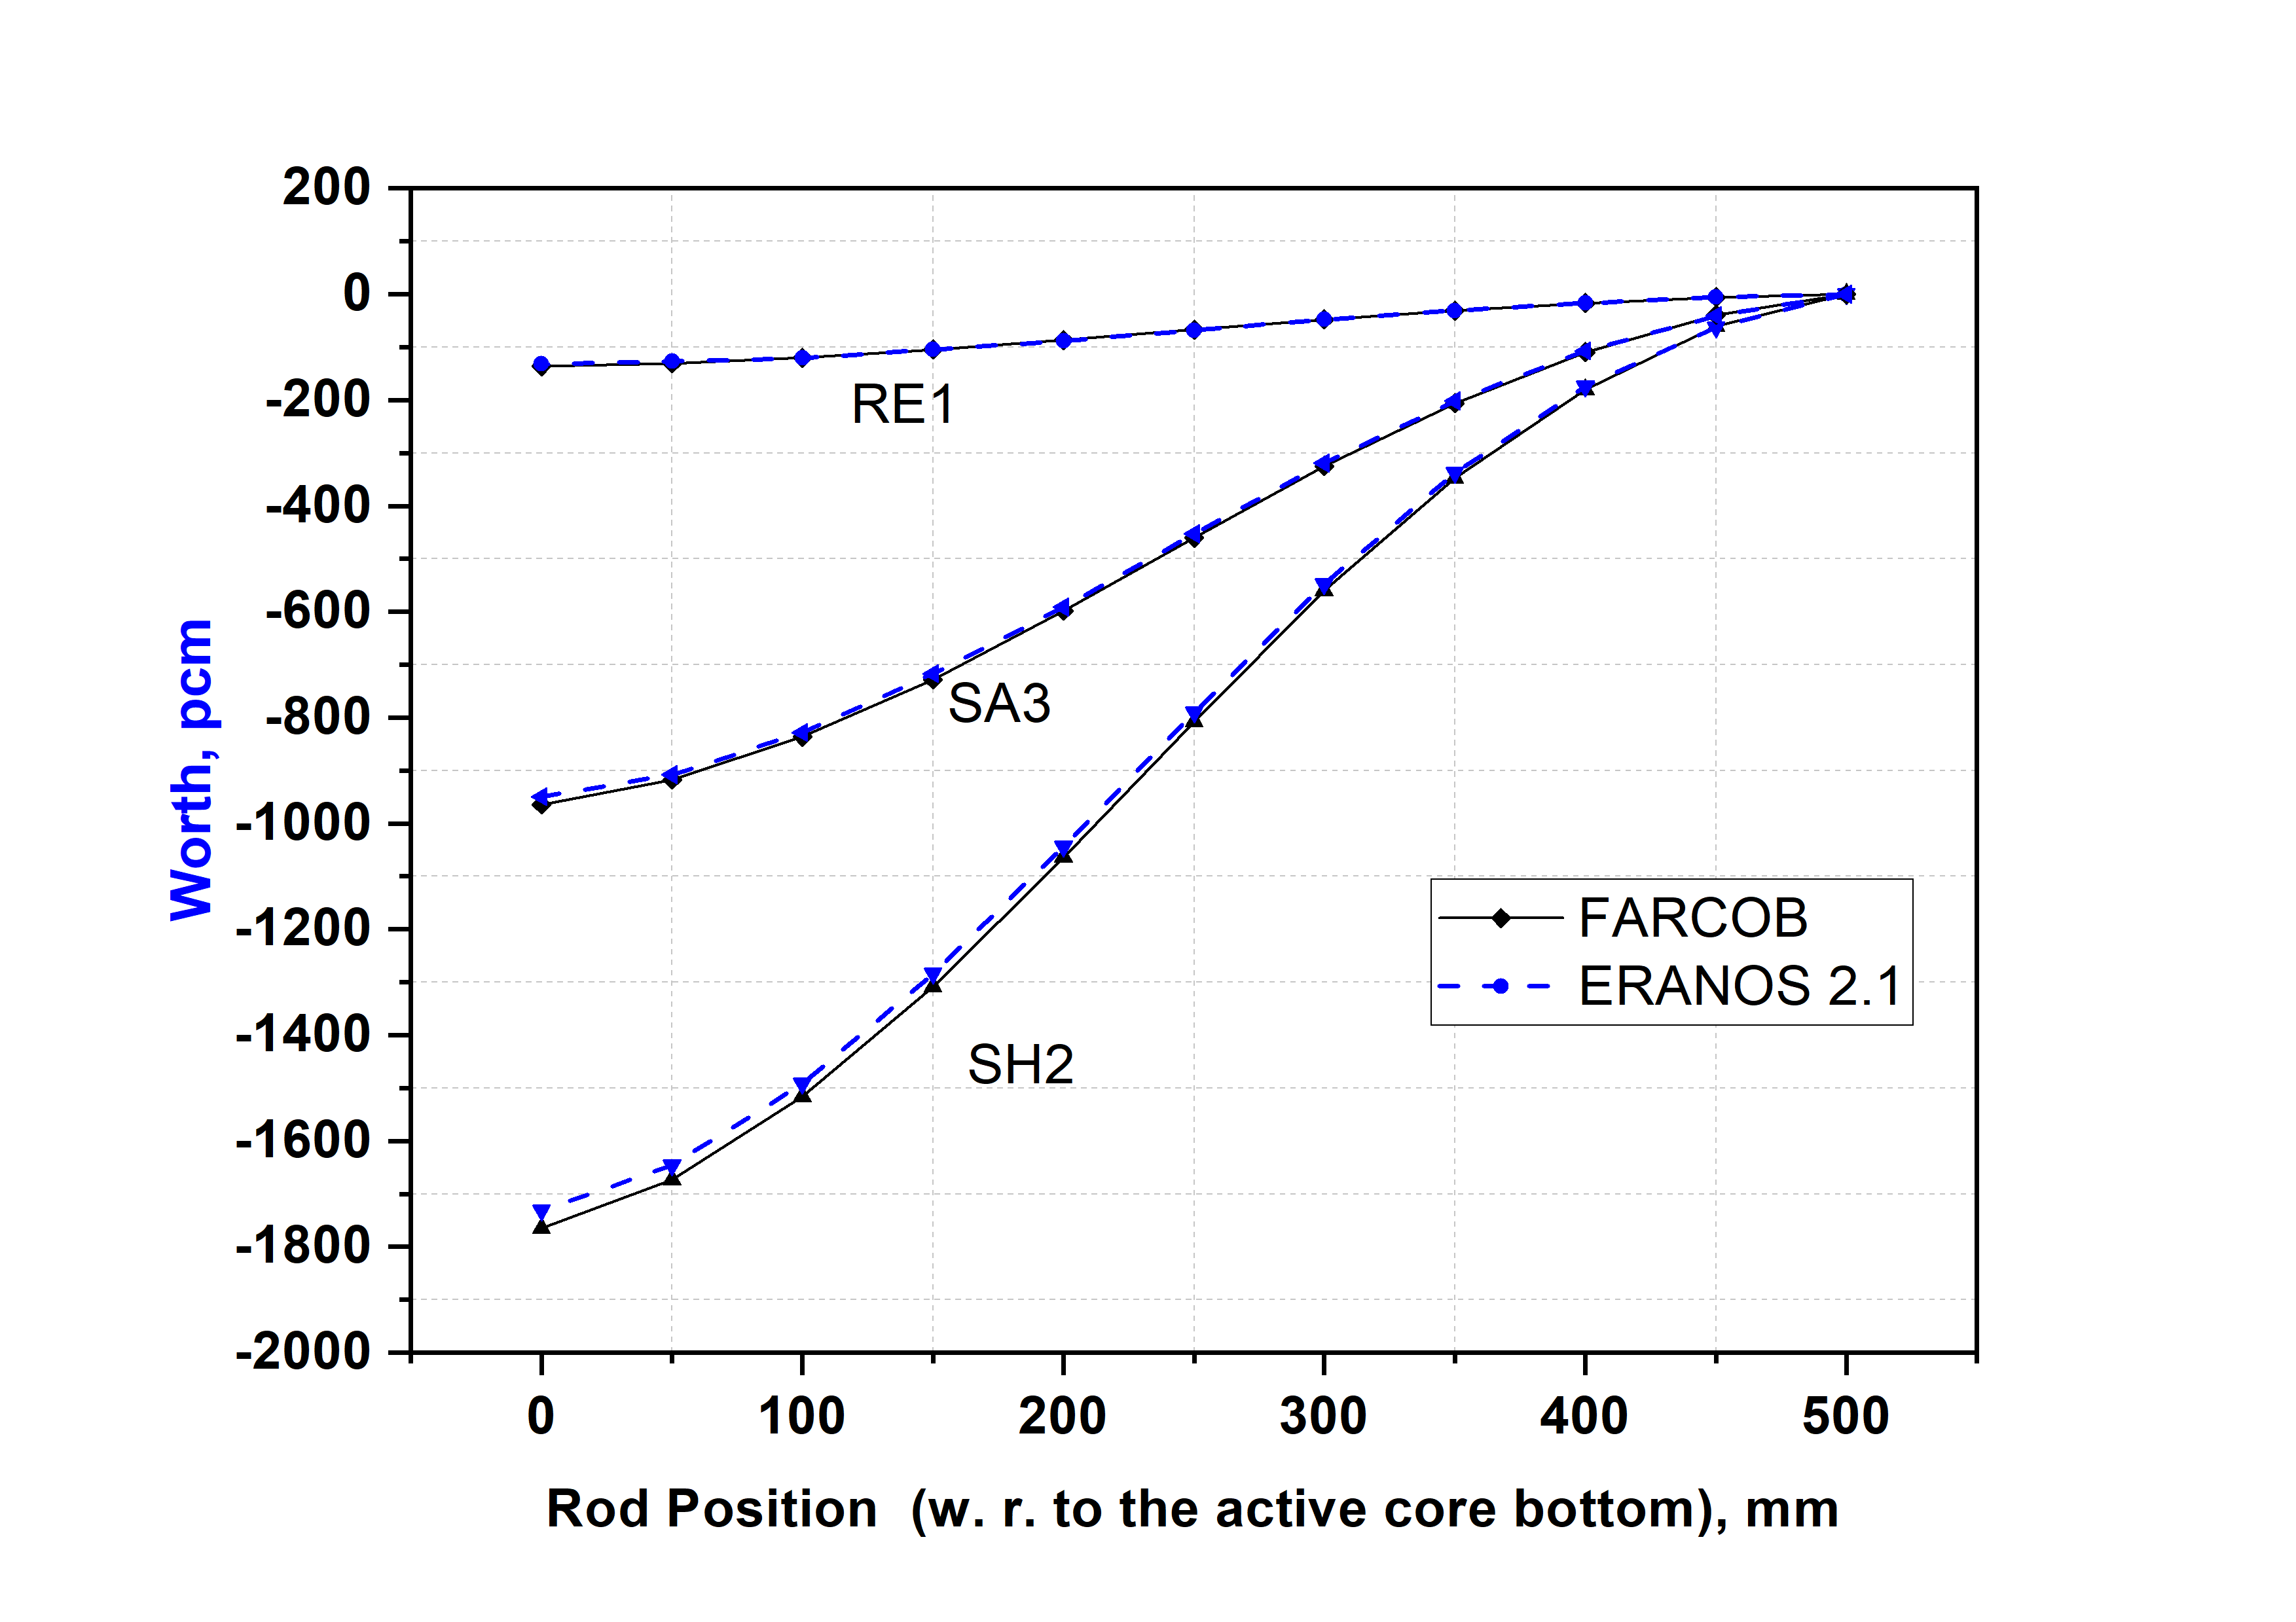 200
0
-200
-400
-600
-800
-1000
-1200
-1400
-1600
-1800
-2000
Worth, pcm
RE1
SA3
SH2
FARCOB
ERANOS 2.1
0 100 200 300 400 500
Rod Position (w. r. to the active core bottom), mm